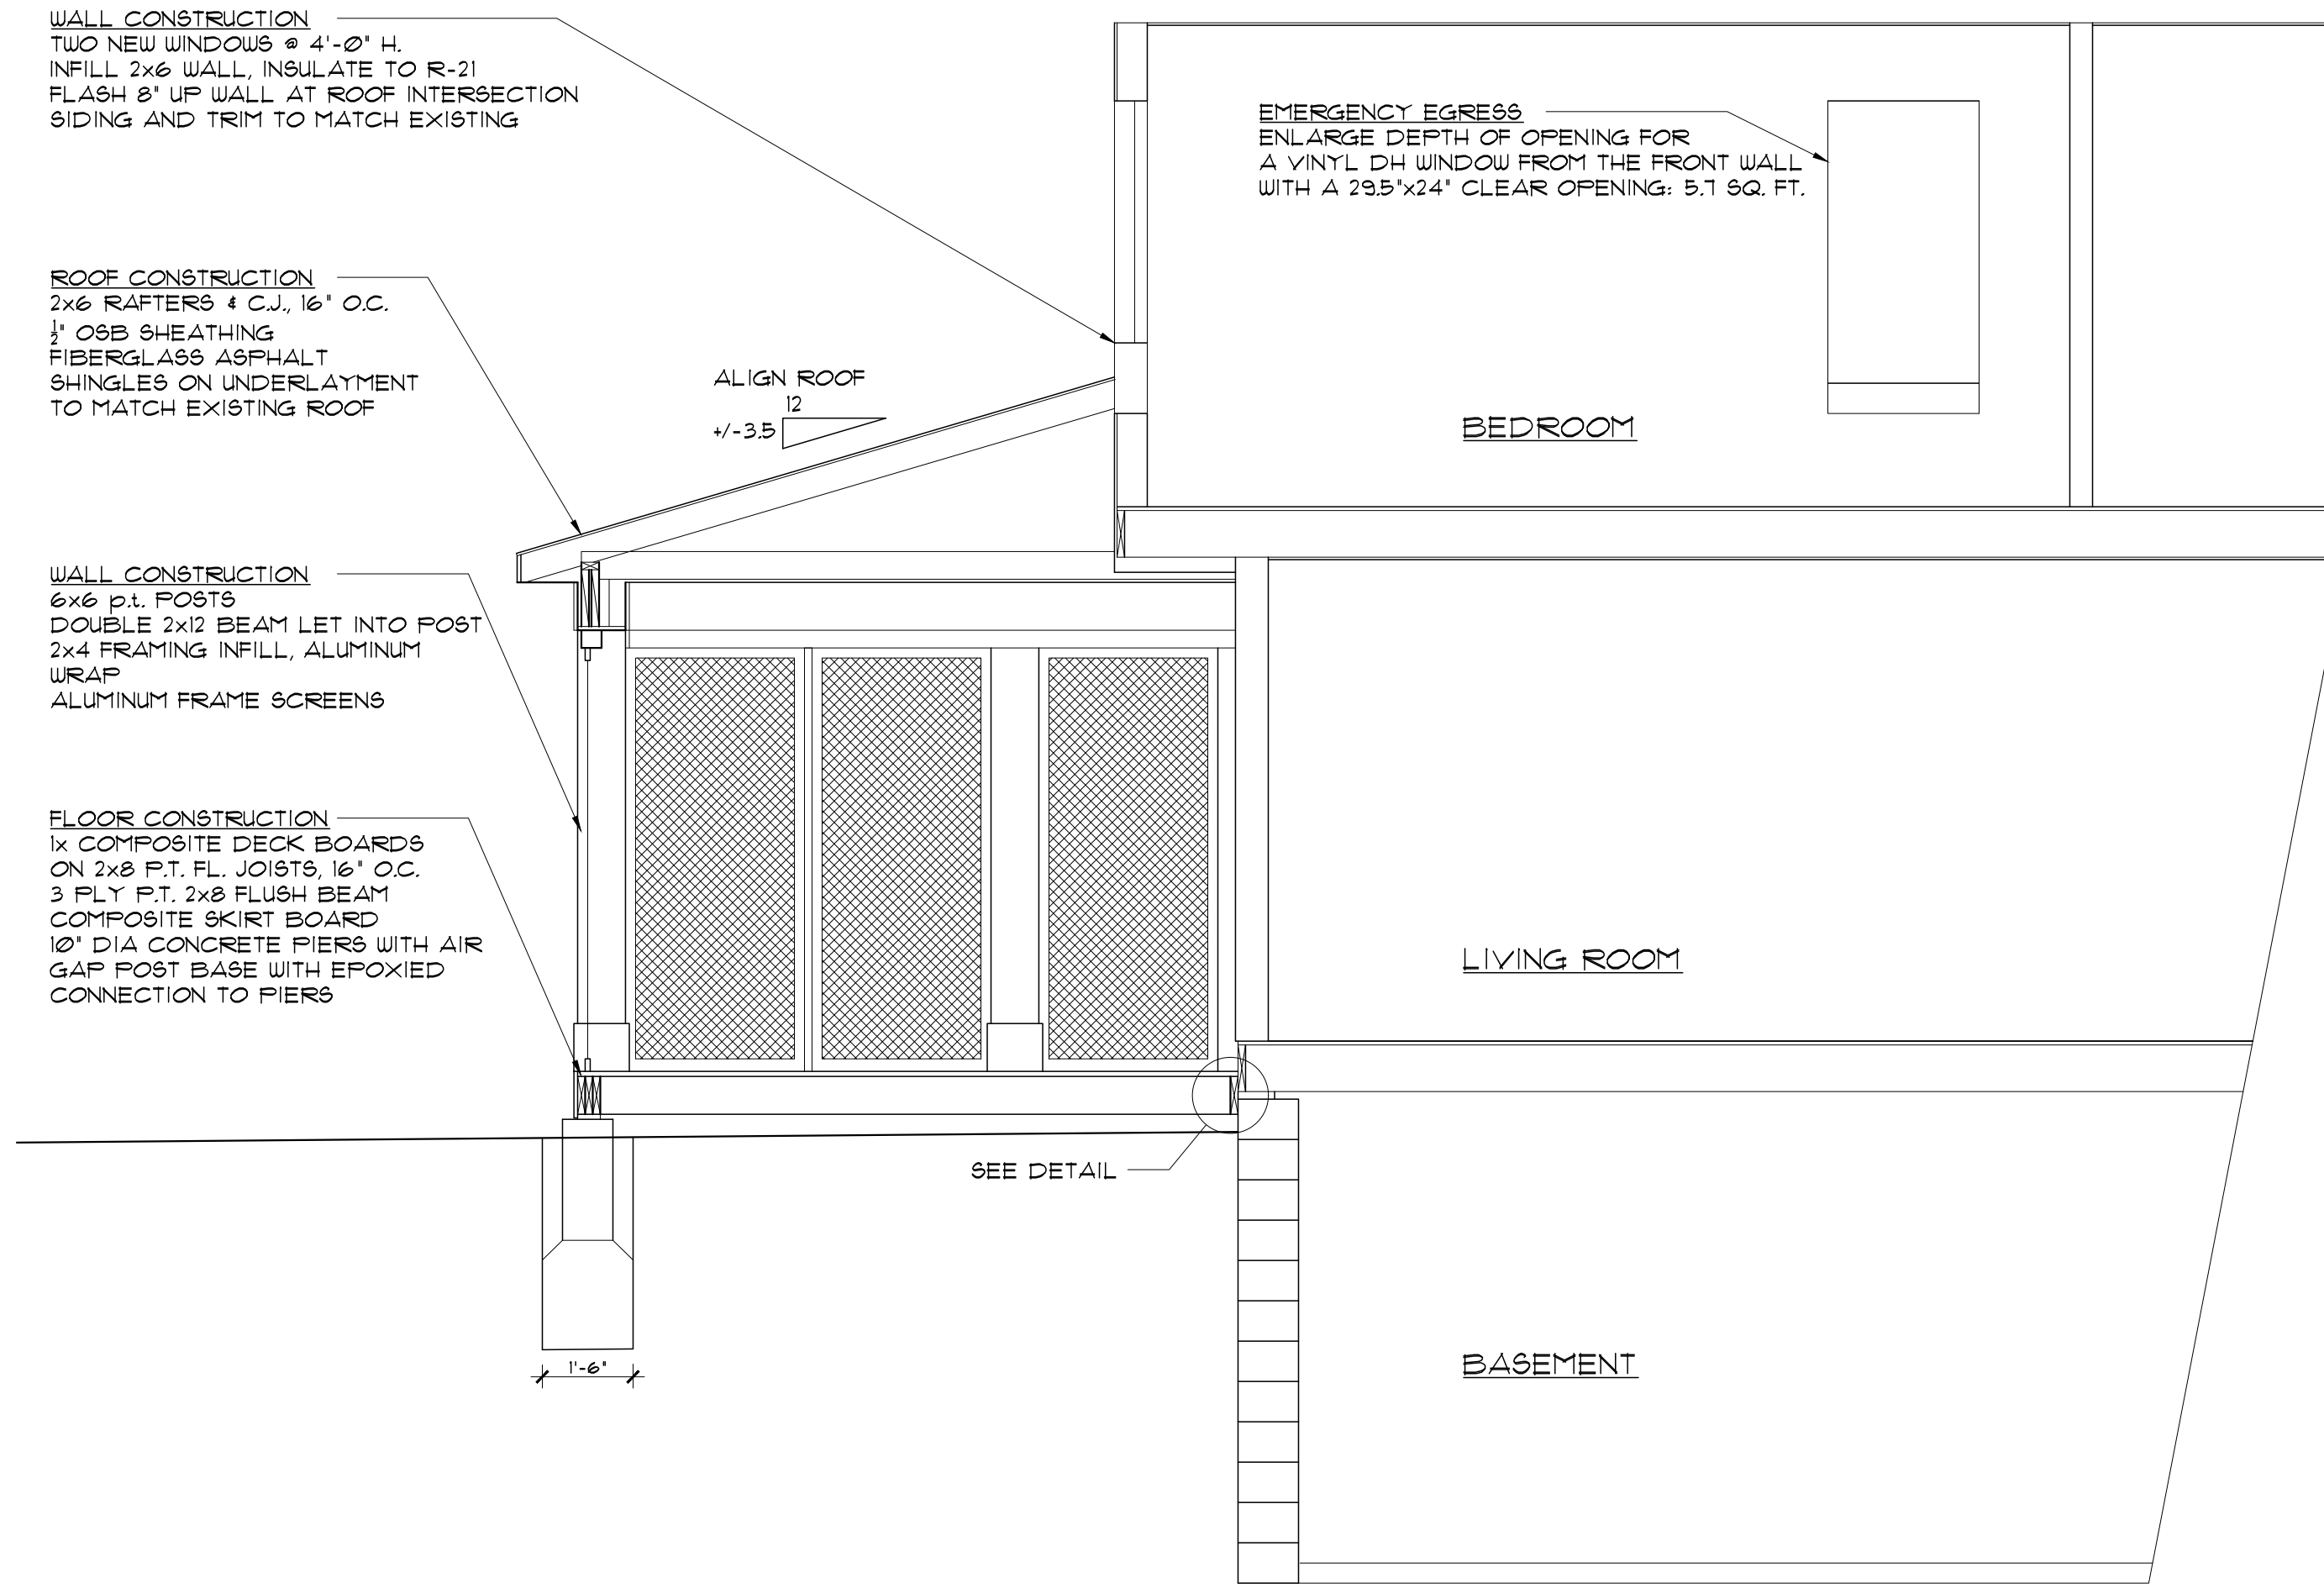 WALL CONSTRUCTION
TWO NEW WINDOWS @ 4'-0" H.
INFILL 2x6 WALL, INSULATE TO R-21
FLASH 8" UP WALL AT ROOF INTERSECTION
SIDING AND TRIM TO MATCH EXISTING
EMERGENCY EGRESS
ENLARGE DEPTH OF OPENING FOR
A VINYL DH WINDOW FROM THE FRONT WALL
WITH A 29.5"x24" CLEAR OPENING: 5.7 SQ. FT.
ROOF CONSTRUCTION
2x6 RAFTERS & C.J., 16" O.C.
1/2" OSB SHEATHING
FIBERGLASS ASPHALT
SHINGLES ON UNDERLAYMENT
TO MATCH EXISTING ROOF
ALIGN ROOF
12
+/-3.5
BEDROOM
WALL CONSTRUCTION
6x6 p.t. POSTS
DOUBLE 2x12 BEAM LET INTO POST
2x4 FRAMING INFILL, ALUMINUM
WRAP
ALUMINUM FRAME SCREENS
FLOOR CONSTRUCTION
1x COMPOSITE DECK BOARDS
ON 2x8 P.T. FL. JOISTS, 16" O.C.
3 PLY P.T. 2x8 FLUSH BEAM
COMPOSITE SKIRT BOARD
10" DIA CONCRETE PIERS WITH AIR
GAP POST BASE WITH EPOXIED
CONNECTION TO PIERS
LIVING ROOM
SEE DETAIL
BASEMENT
1'-6"